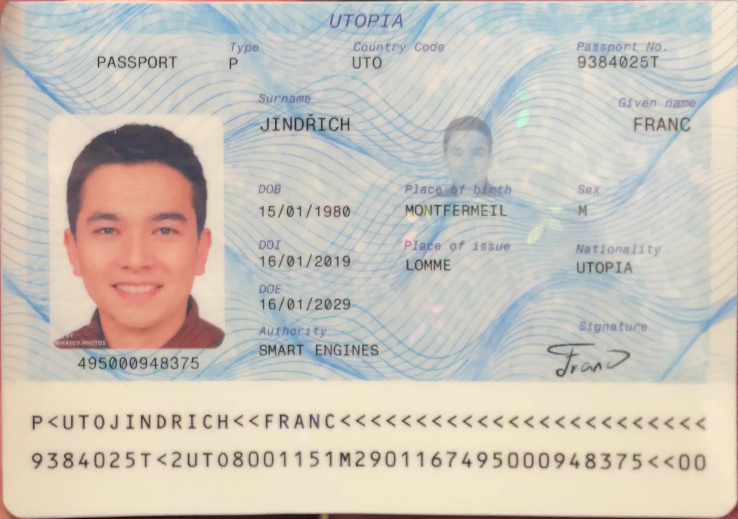 UTOPIA
PASSPORT
Type
P
Country Code
UTO
Passport No.
9384025T
Surname
JINDŘICH
Given name
FRANC
DOB
15/01/1980
Place of birth
MONTFERMEIL
Sex
M
DOI
16/01/2019
Place of issue
LOMME
Nationality
UTOPIA
DOE
16/01/2029
Authority
SMART ENGINES
Signature
Franc
495000948375
P<UTOJINDRICH<<FRANC<<<<<<<<<<<<<<<<<<<<<<<<
9384025T<2UTO8001151M2901167495000948375<<00